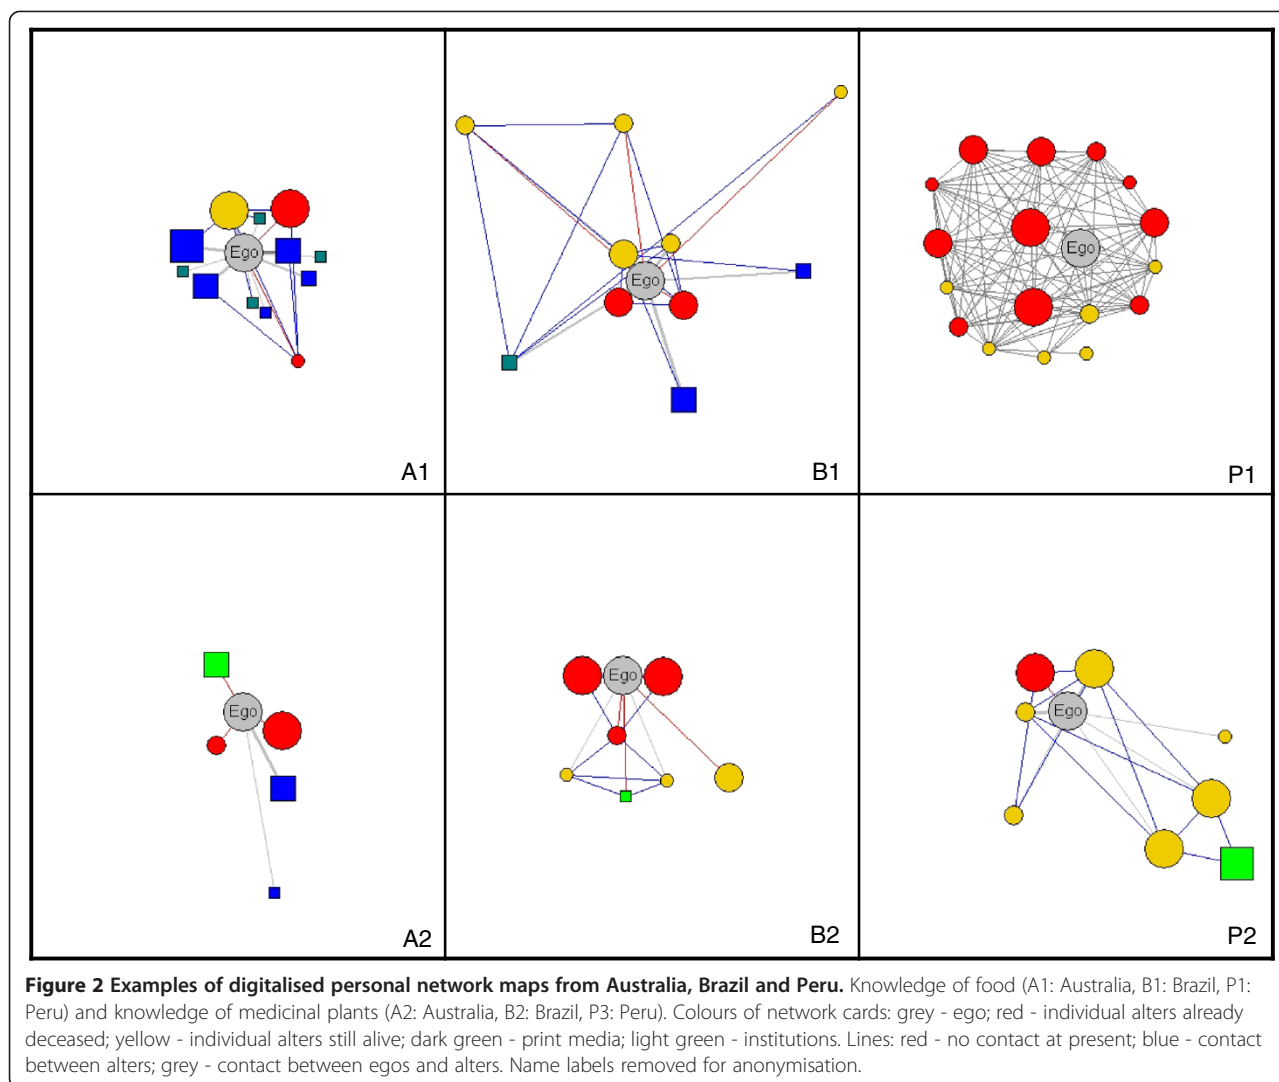 Ego
A1
Ego
B1
Ego
P1
Ego
A2
Ego
B2
Ego
P2
Figure 2 Examples of digitalised personal network maps from Australia, Brazil and Peru. Knowledge of food (A1: Australia, B1: Brazil, P1:
Peru) and knowledge of medicinal plants (A2: Australia, B2: Brazil, P3: Peru). Colours of network cards: grey - ego; red - individual alters already
deceased; yellow - individual alters still alive; dark green - print media; light green - institutions. Lines: red - no contact at present; blue - contact
between alters; grey - contact between egos and alters. Name labels removed for anonymisation.